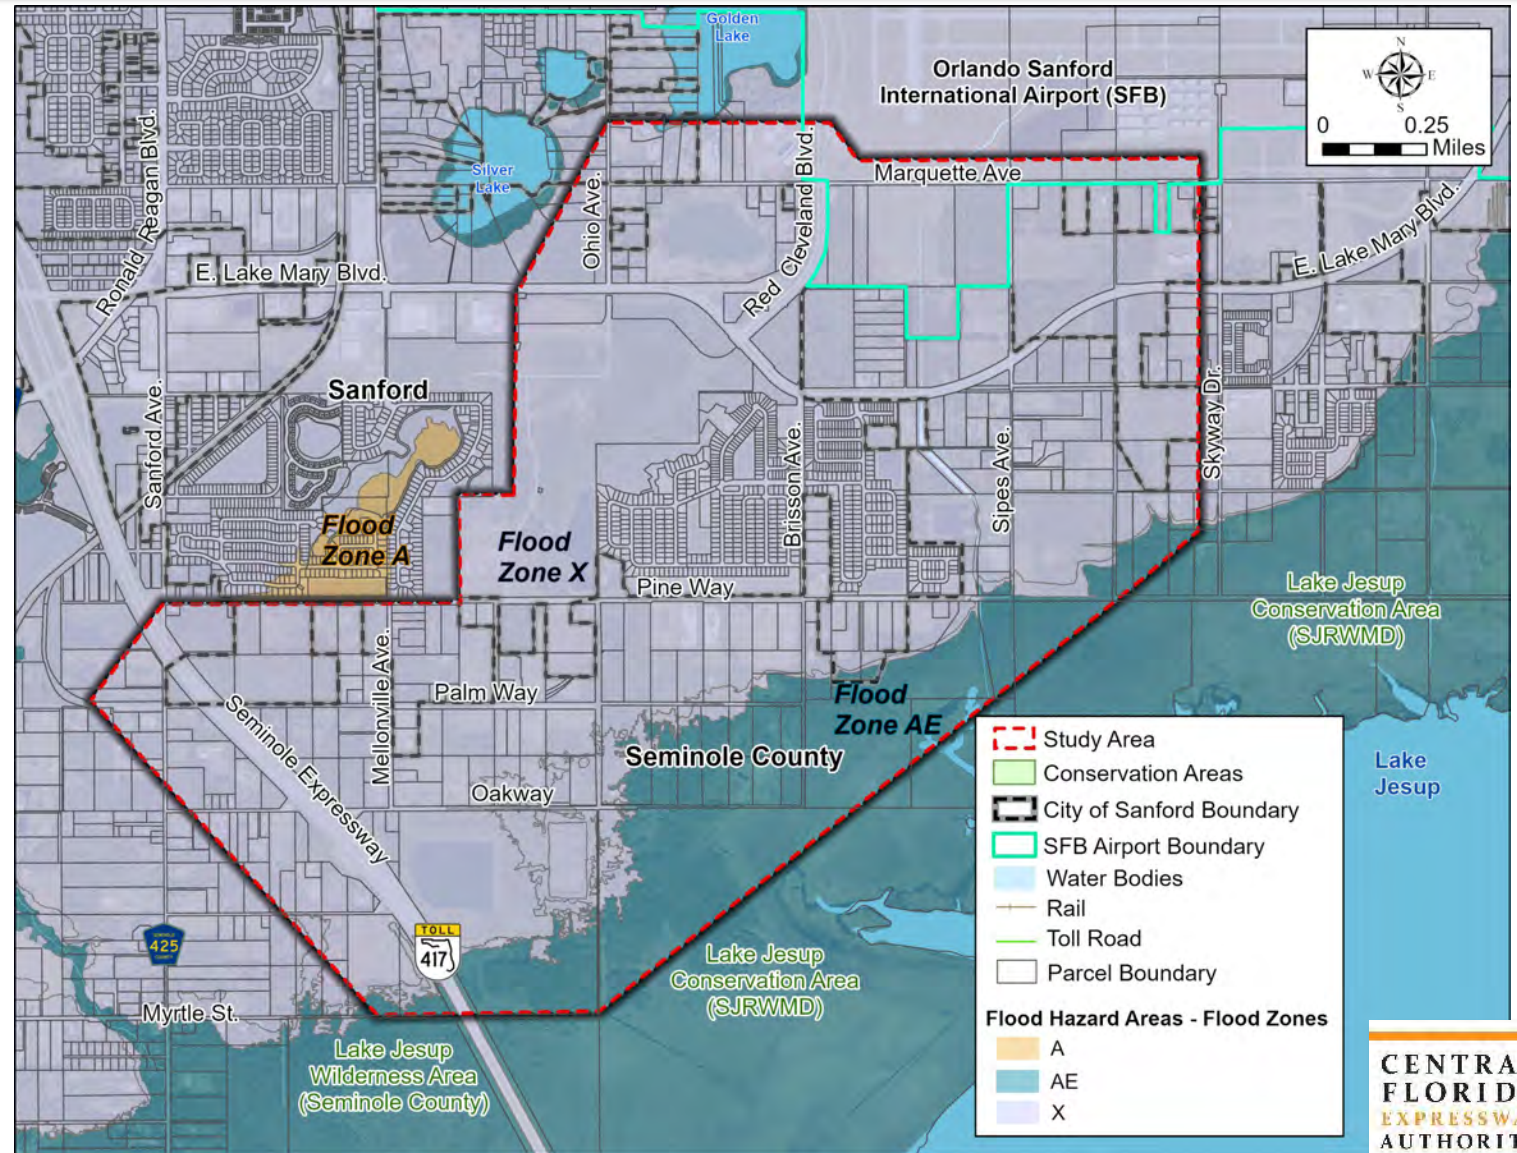 Golden
Lake
Orlando Sanford
International Airport (SFB)
N
W
E
S
0
0.25
Miles
Silver
Lake
Marquette Ave
Ronald Reagan Blvd.
Ohio Ave.
Red Cleveland Blvd.
E. Lake Mary Blvd.
E. Lake Mary Blvd.
Sanford
Sanford Ave.
Brisson Ave.
Sipes Ave.
Skyway Dr.
Flood
Zone A
Flood
Zone X
Pine Way
Lake Jesup
Conservation Area
(SJRWMD)
Mellonville Ave.
Palm Way
Flood
Zone AE
Seminole Expressway
Seminole County
Oakway
Lake
Jesup
Study Area
Conservation Areas
City of Sanford Boundary
SFB Airport Boundary
Water Bodies
Rail
Toll Road
Parcel Boundary
Flood Hazard Areas - Flood Zones
A
AE
X
TOLL
417
425
COUNTY
Lake Jesup
Conservation Area
(SJRWMD)
Myrtle St.
Lake Jesup
Wilderness Area
(Seminole County)
CENTRA
FLORID
EXPRESSWA
AUTHORIT